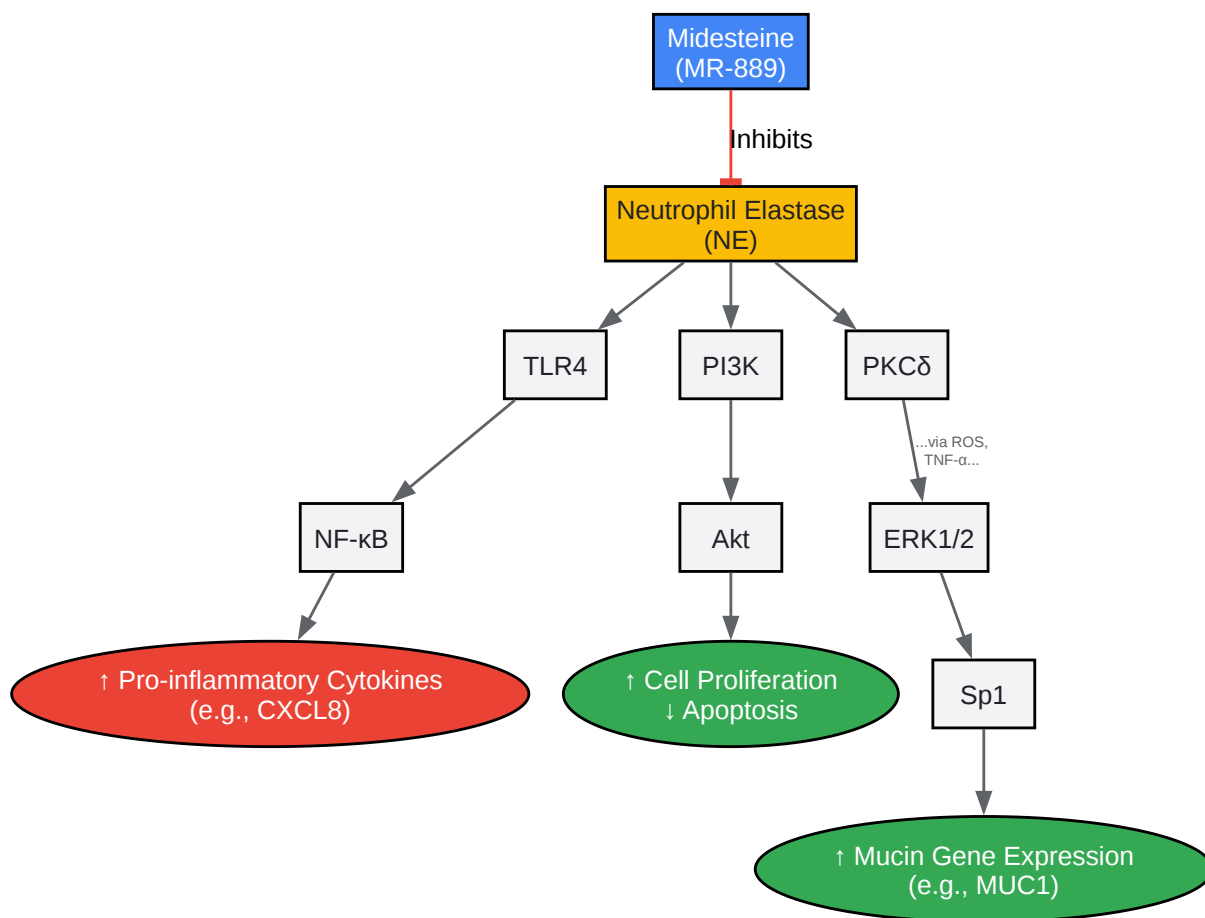 Midesteine
(MR-889)
Inhibits
Neutrophil Elastase
(NE)
TLR4
PI3K
PKCδ
...via ROS,
TNF-α...
NF-κB
Akt
ERK1/2
↑ Pro-inflammatory Cytokines
(e.g., CXCL8)
↑ Cell Proliferation
↓ Apoptosis
Sp1
↑ Mucin Gene Expression
(e.g., MUC1)